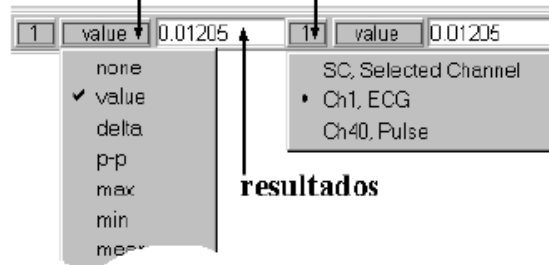 1 value 0.01205 1 value 0.01205
none
✔ value
delta
p-p
max
min
SC, Selected Channel
• Ch1, ECG
Ch40, Pulse
resultados